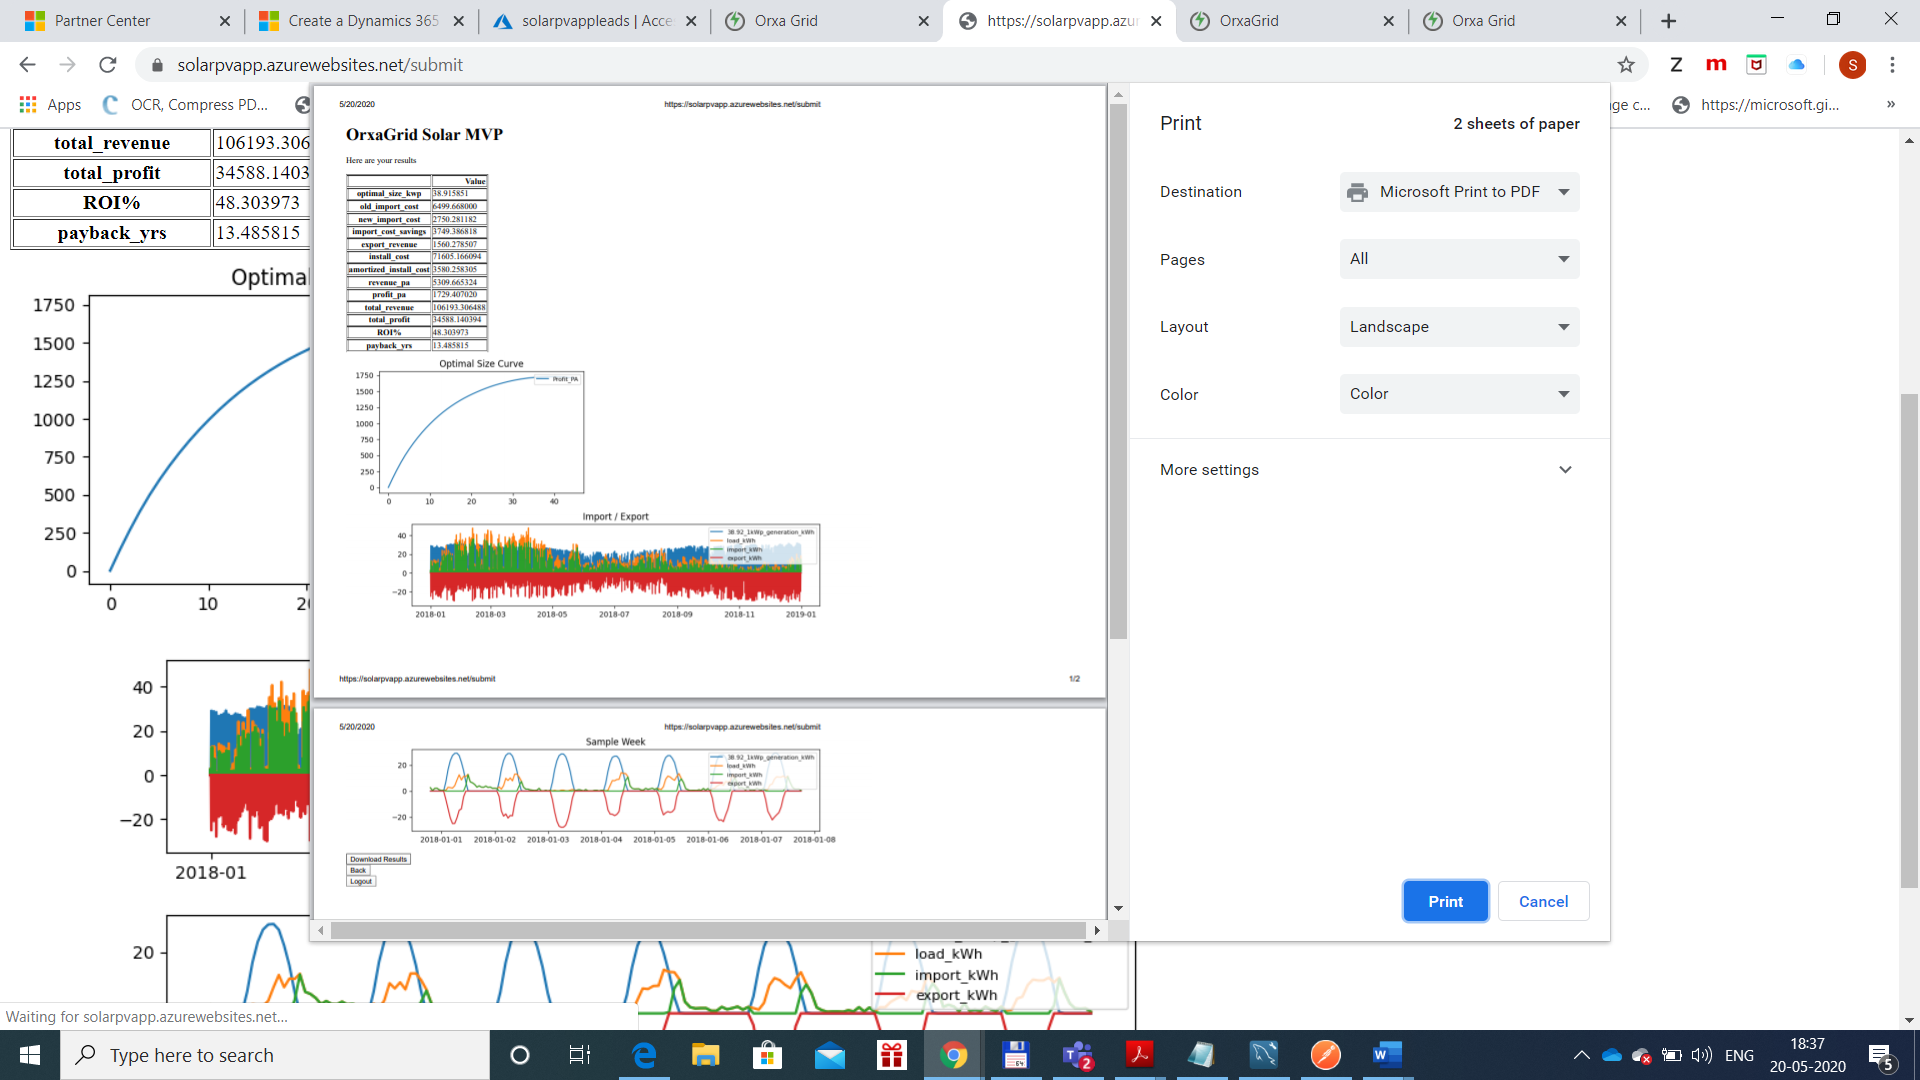 Partner Center
Create a Dynamics 365
solarpvappleads | Acce
Orxa Grid
https://solarpvapp.azur
OrxaGrid
Orxa Grid
solarpvapp.azurewebsites.net/submit
Apps
OCR, Compress PD...
ge c...
https://microsoft.gi...
total_revenue 106193.306
total_profit 34588.1403
ROI% 48.303973
payback_yrs 13.485815
Optimal
1750
1500
1250
1000
750
500
250
0
0 10 2
40
20
0
−20
2018-01
20
load_kWh
import_kWh
export_kWh
Waiting for solarpvapp.azurewebsites.net...
5/20/2020 https://solarpvapp.azurewebsites.net/submit
OrxaGrid Solar MVP
Here are your results
Value
optimal_size_kwp 38.915851
old_import_cost 6499.668000
new_import_cost 2750.281182
import_cost_savings 3749.386818
export_revenue 1560.278507
install_cost 71605.166094
amortized_install_cost 3580.258305
revenue_pa 5309.665324
profit_pa 1729.407020
total_revenue 106193.306488
total_profit 34588.140394
ROI% 48.303973
payback_yrs 13.485815
Optimal Size Curve
Profit_PA
1750
1500
1250
1000
750
500
250
0
0 10 20 30 40
Import / Export
38.92_1kWp_generation_kWh
load_kWh
import_kWh
export_kWh
40
20
0
−20
2018-01 2018-03 2018-05 2018-07 2018-09 2018-11 2019-01
https://solarpvapp.azurewebsites.net/submit 1/2
5/20/2020 https://solarpvapp.azurewebsites.net/submit
Sample Week
38.92_1kWp_generation_kWh
load_kWh
import_kWh
export_kWh
20
0
−20
2018-01-01 2018-01-02 2018-01-03 2018-01-04 2018-01-05 2018-01-06 2018-01-07 2018-01-08
Download Results
Back
Logout
Print 2 sheets of paper
Destination Microsoft Print to PDF
Pages All
Layout Landscape
Color Color
More settings
Print Cancel
Type here to search
ENG
18:37
20-05-2020
5